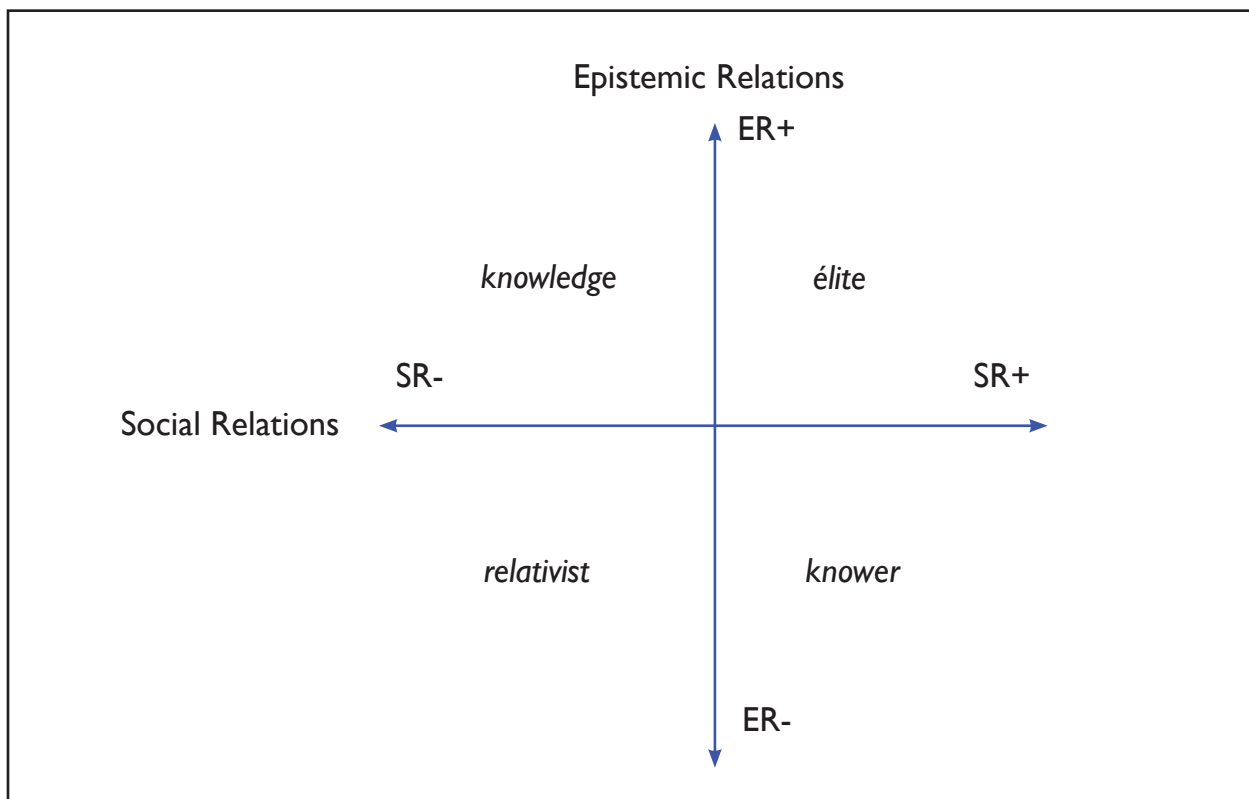 Epistemic Relations
ER+
knowledge
élite
SR-
SR+
Social Relations
relativist
knower
ER-